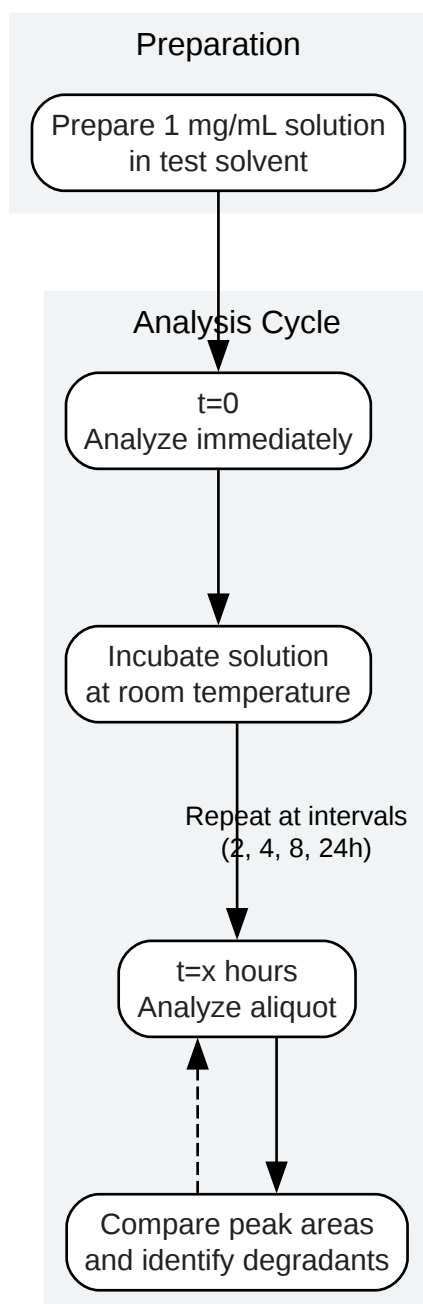 Preparation
Prepare 1 mg/mL solution
in test solvent
Analysis Cycle
t=0
Analyze immediately
Incubate solution
at room temperature
Repeat at intervals
(2, 4, 8, 24h)
t=x hours
Analyze aliquot
Compare peak areas
and identify degradants